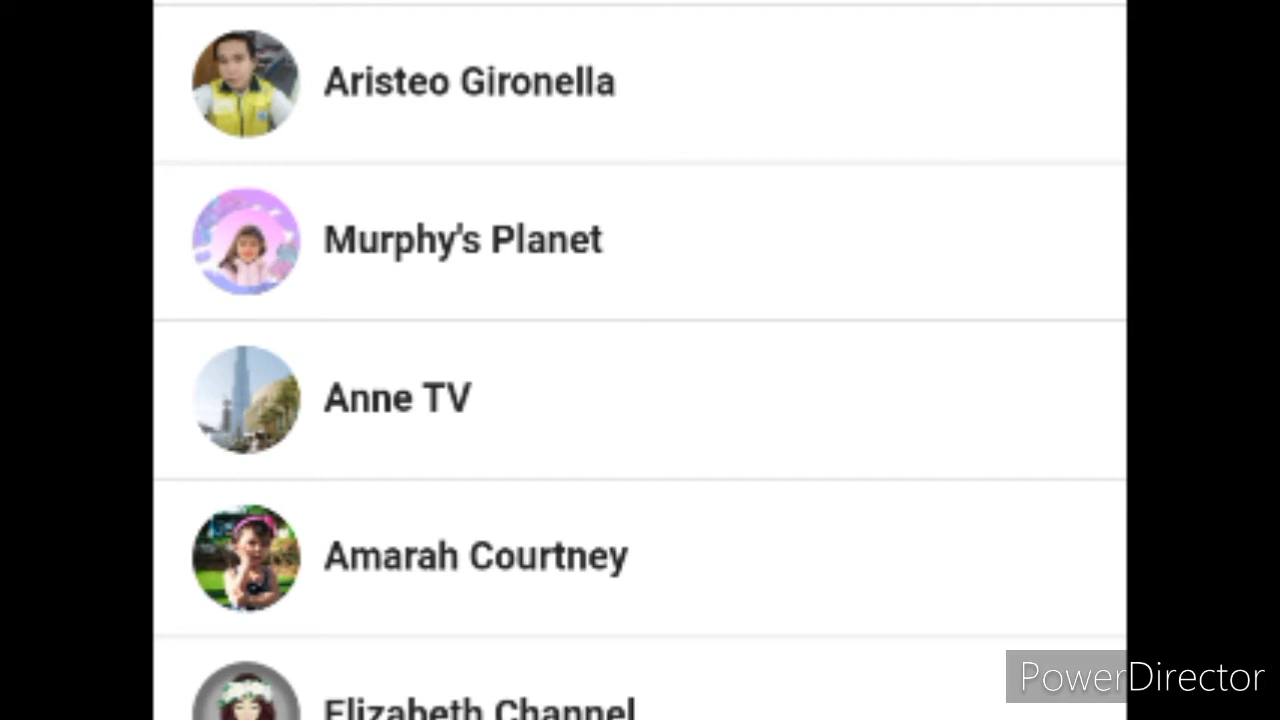 Aristeo Gironella
Murphy's Planet
Anne TV
Amarah Courtney
Elizabeth Channel
PowerDirector